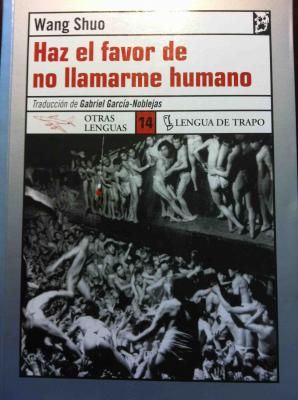 Wang Shuo
Haz el favor de
no llamarme humano
Traducción de Gabriel García-Noblejas
OTRAS
LENGUAS
14
LENGUA DE TRAPO